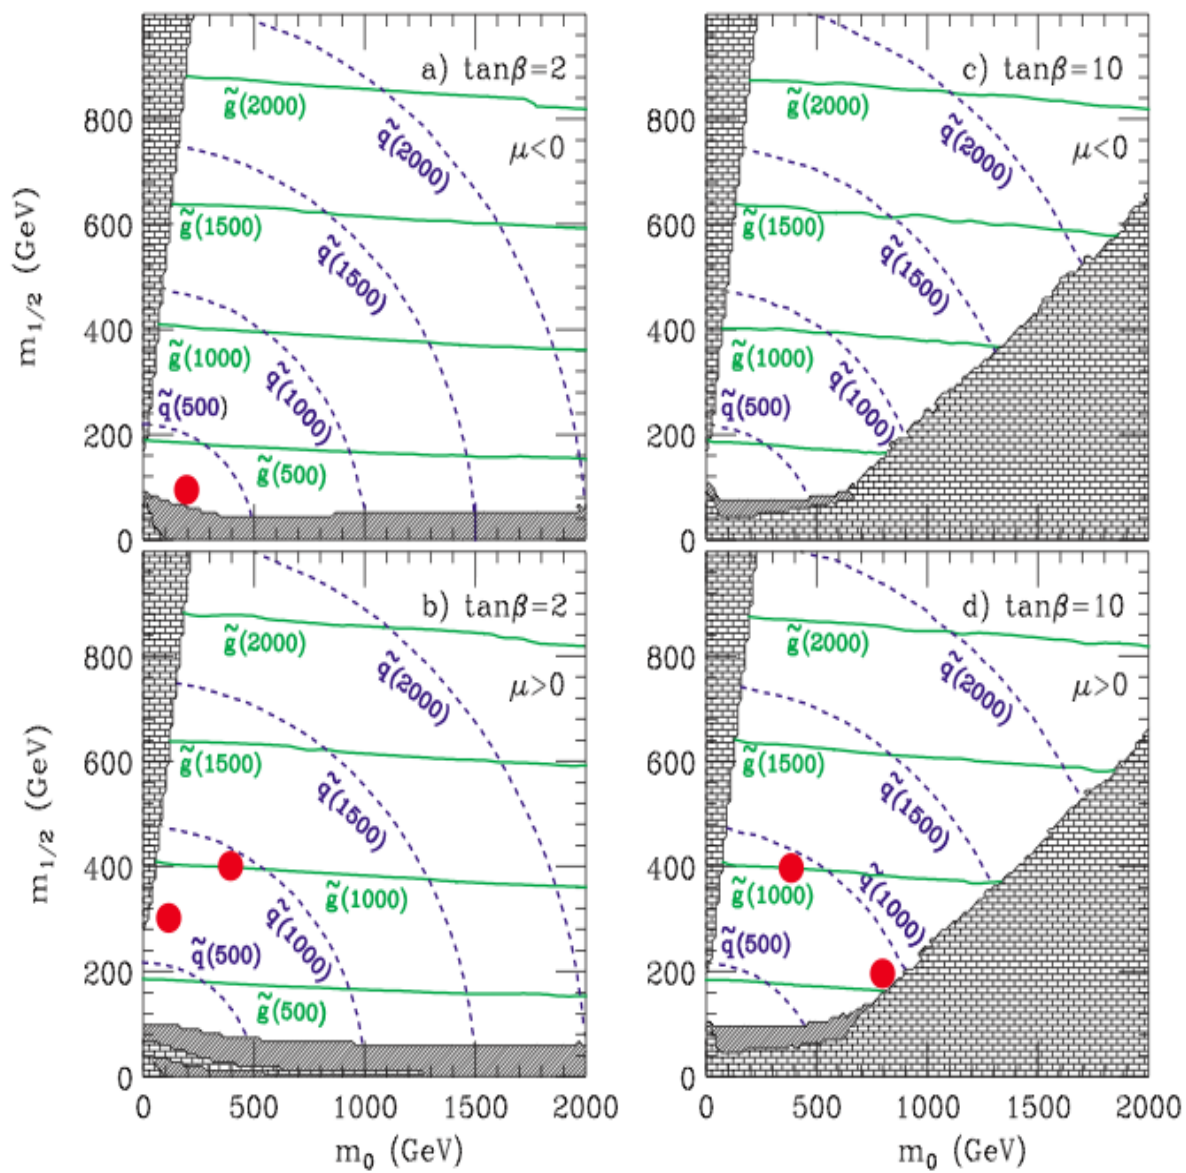 a) tanβ=2
g̃(2000)
q̃(2000)
μ<0
g̃(1500)
q̃(1500)
g̃(1000)
q̃(1000)
q̃(500)
g̃(500)
800
600
400
200
0
m1/2 (GeV)
c) tanβ=10
g̃(2000)
q̃(2000)
μ<0
g̃(1500)
q̃(1500)
g̃(1000)
q̃(1000)
q̃(500)
g̃(500)
800
600
400
200
0
b) tanβ=2
g̃(2000)
q̃(2000)
μ>0
g̃(1500)
q̃(1500)
g̃(1000)
q̃(1000)
q̃(500)
g̃(500)
800
600
400
200
0
m1/2 (GeV)
0 500 1000 1500 2000
m0 (GeV)
d) tanβ=10
g̃(2000)
q̃(2000)
μ>0
g̃(1500)
q̃(1500)
g̃(1000)
q̃(1000)
q̃(500)
g̃(500)
800
600
400
200
0
0 500 1000 1500 2000
m0 (GeV)